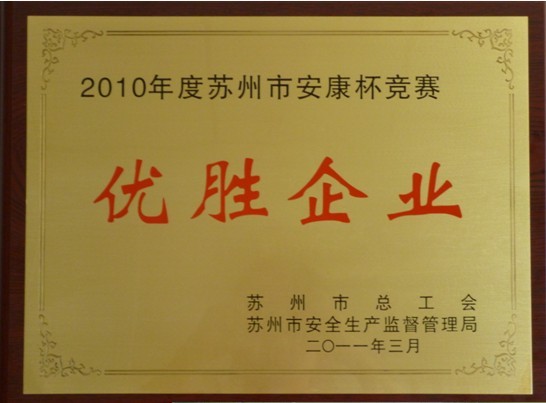 2010年度苏州市安康杯竞赛
优胜企业
苏州市总工会
苏州市安全生产监督管理局
二〇一一年三月